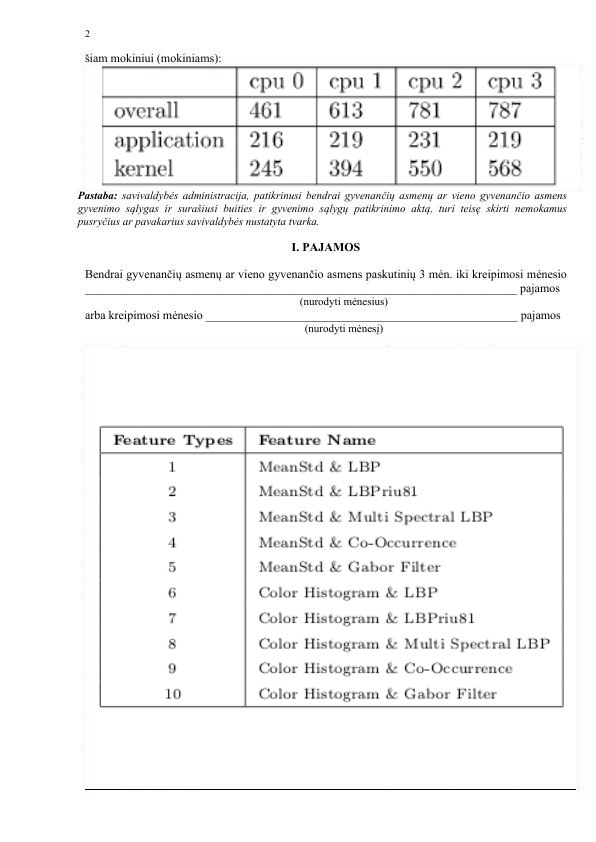 2
šiam mokiniui (mokiniams):
cpu 0 cpu 1 cpu 2 cpu 3
overall 461 613 781 787
application 216 219 231 219
kernel 245 394 550 568
Pastaba: savivaldybės administracija, patikrinusi bendrai gyvenančių asmenų ar vieno gyvenančio asmens
gyvenimo sąlygas ir surašiusi buities ir gyvenimo sąlygų patikrinimo aktą, turi teisę skirti nemokamus
pusryčius ar pavakarius savivaldybės nustatyta tvarka.
I. PAJAMOS
Bendrai gyvenančių asmenų ar vieno gyvenančio asmens paskutinių 3 mėn. iki kreipimosi mėnesio
pajamos
(nurodyti mėnesius)
arba kreipimosi mėnesio pajamos
(nurodyti mėnesį)
Feature Types Feature Name
1 MeanStd & LBP
2 MeanStd & LBPriu81
3 MeanStd & Multi Spectral LBP
4 MeanStd & Co-Occurrence
5 MeanStd & Gabor Filter
6 Color Histogram & LBP
7 Color Histogram & LBPriu81
8 Color Histogram & Multi Spectral LBP
9 Color Histogram & Co-Occurrence
10 Color Histogram & Gabor Filter